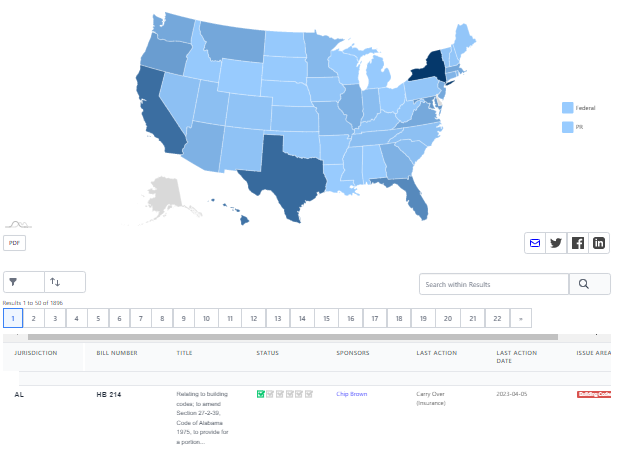 Federal
PR
PDF
Search within Results
Results 1 to 50 of 1896
1 2 3 4 5 6 7 8 9 10 11 12 13 14 15 16 17 18 19 20 21 22 »
JURISDICTION BILL NUMBER TITLE STATUS SPONSORS LAST ACTION LAST ACTION DATE ISSUE AREA
AL HB 214 Relating to building Chip Brown Carry Over 2023-04-05 Building Code
codes; to amend (Insurance)
Section 27-2-39,
Code of Alabama
1975, to provide for
a portion...